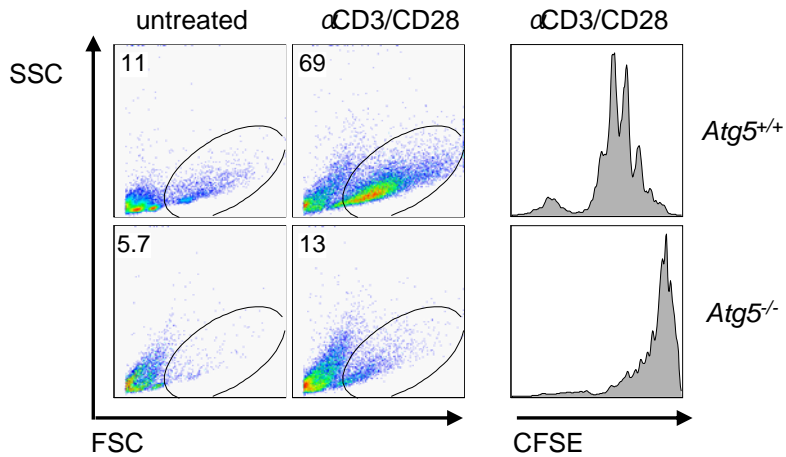 untreated
αCD3/CD28
αCD3/CD28
SSC
11
69
Atg5+/+
5.7
13
Atg5-/-
FSC
CFSE